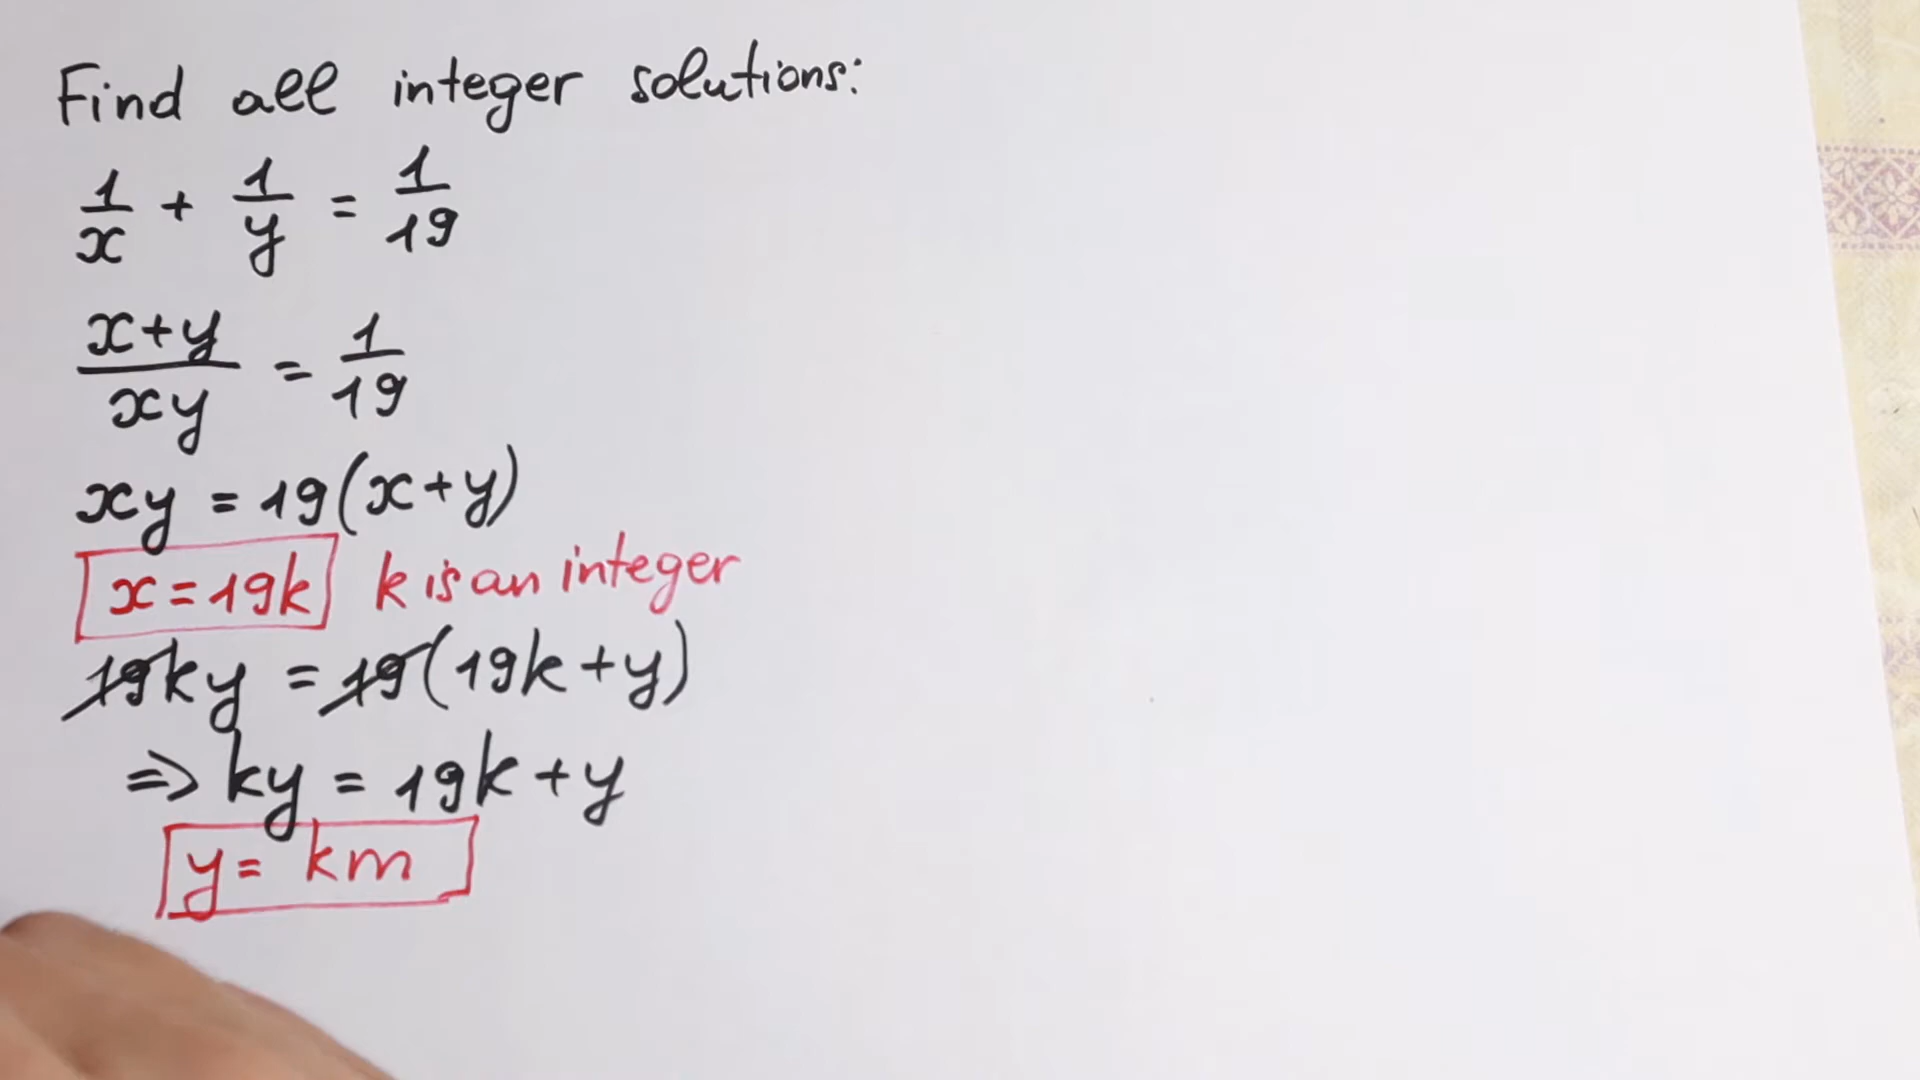 Find all integer solutions:
1/x + 1/y = 1/19
x+y/xy = 1/19
xy = 19(x+y)
x=19k k is an integer
19ky = 19(19k+y)
=> ky = 19k+y
y= km